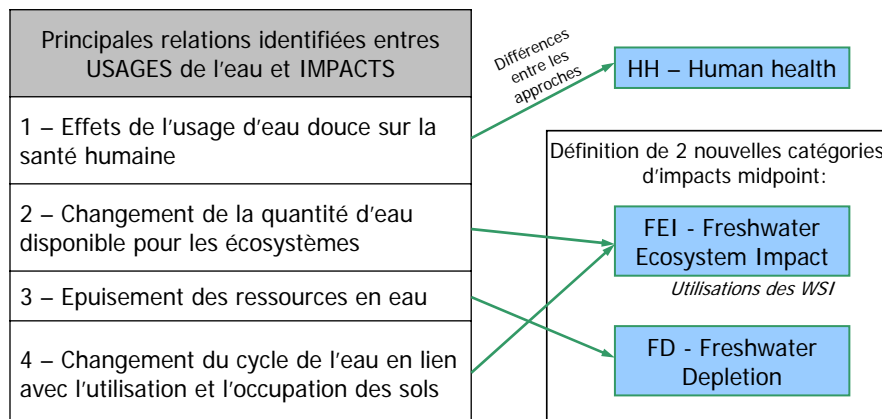 Principales relations identifiées entres
USAGES de l'eau et IMPACTS
1 – Effets de l'usage d'eau douce sur la
santé humaine
2 – Changement de la quantité d'eau
disponible pour les écosystèmes
3 – Epuisement des ressources en eau
4 – Changement du cycle de l'eau en lien
avec l'utilisation et l'occupation des sols
Différences
entre les
approches
HH – Human health
Définition de 2 nouvelles catégories
d'impacts midpoint:
FEI - Freshwater
Ecosystem Impact
Utilisations des WSI
FD - Freshwater
Depletion